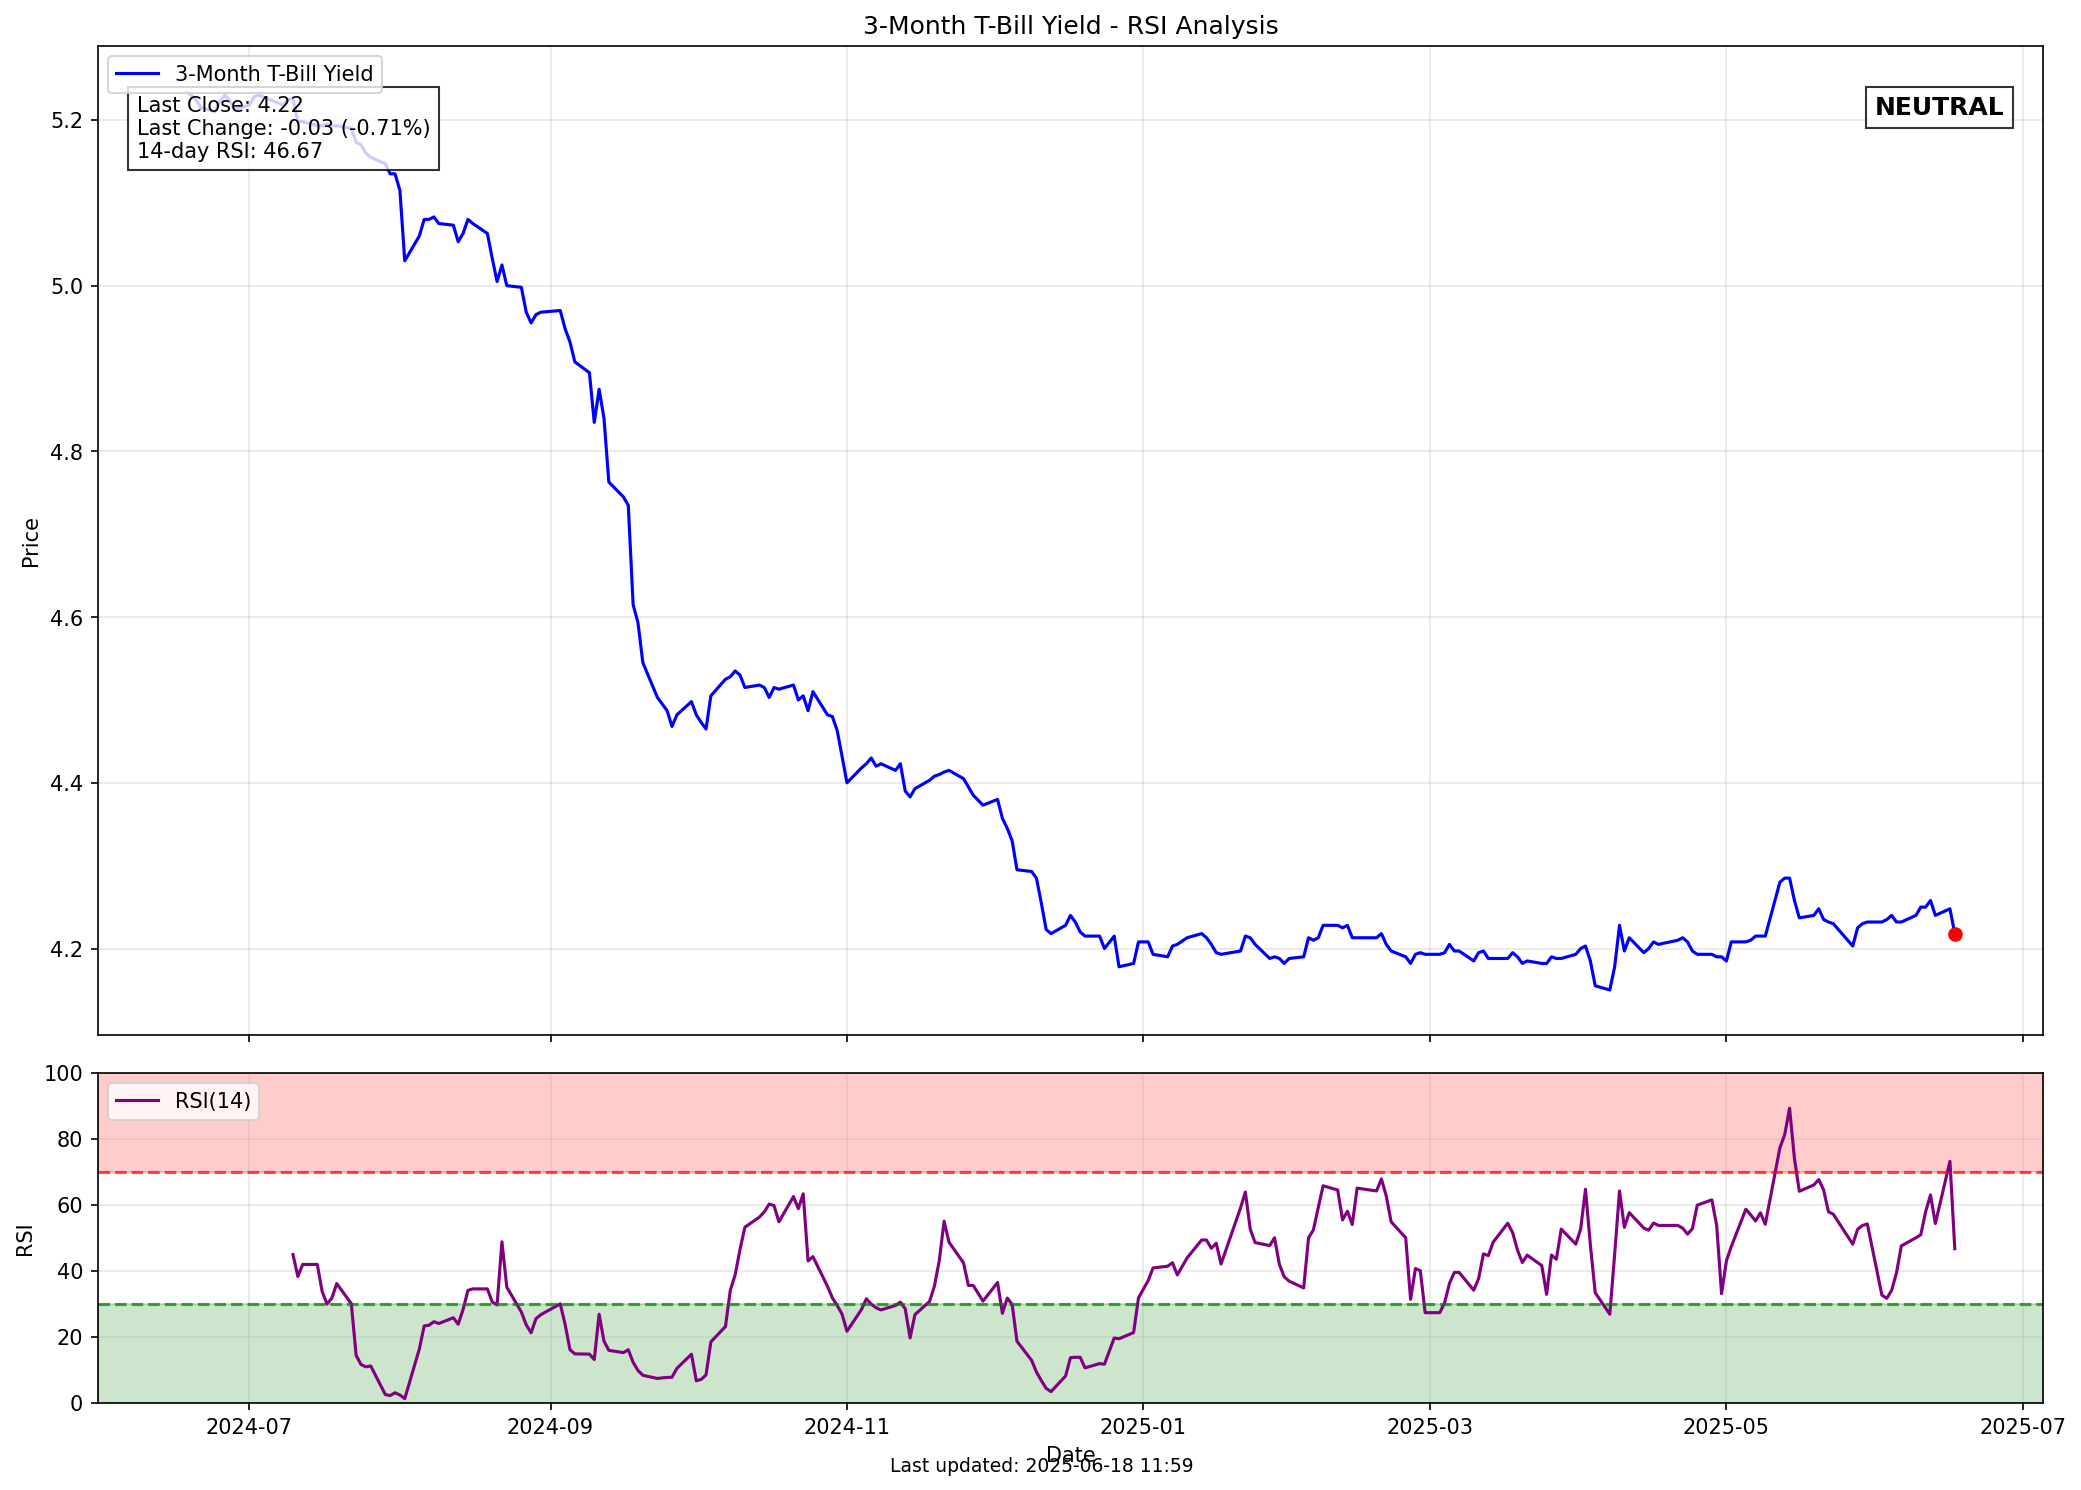 3-Month T-Bill Yield - RSI Analysis
3-Month T-Bill Yield
Last Close: 4.22
Last Change: -0.03 (-0.71%)
14-day RSI: 46.67
NEUTRAL
Price
5.2
5.0
4.8
4.6
4.4
4.2
RSI(14)
RSI
100
80
60
40
20
0
2024-07
2024-09
2024-11
2025-01
2025-03
2025-05
2025-07
Date
Last updated: 2025-06-18 11:59